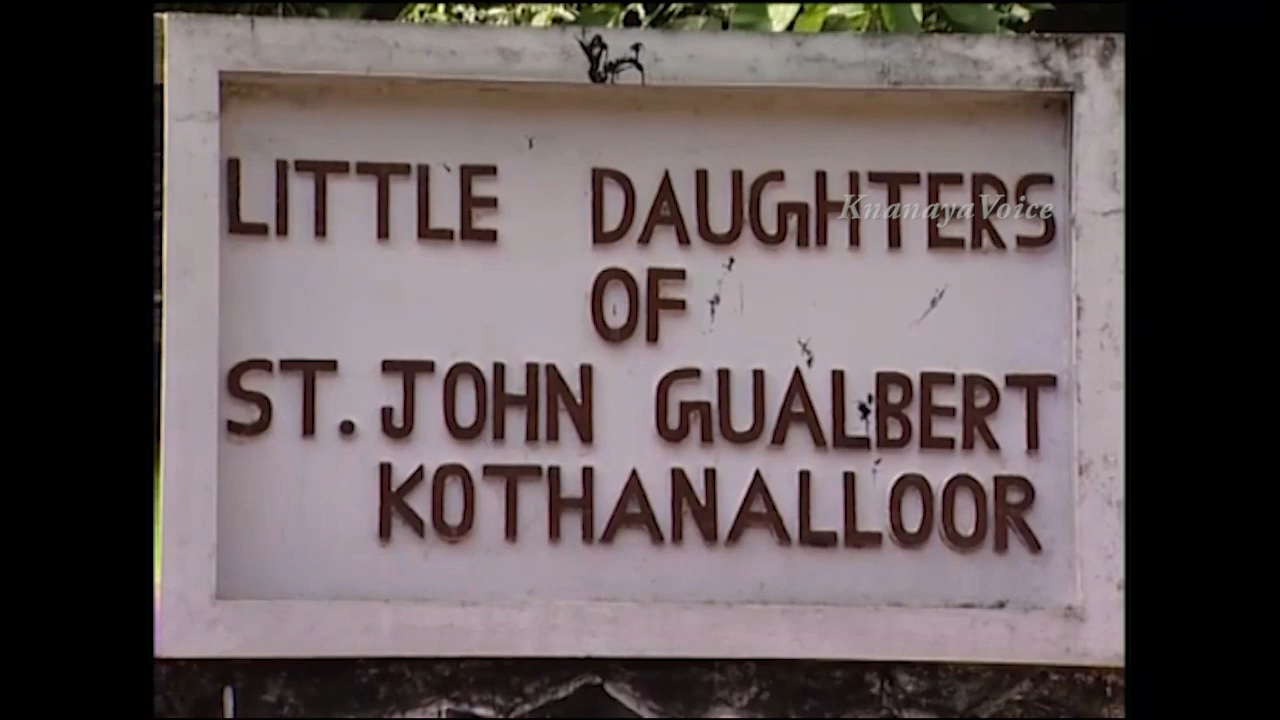 LITTLE DAUGHTERS
KnanayaVoice
OF
ST. JOHN GUALBERT
KOTHANALLOOR